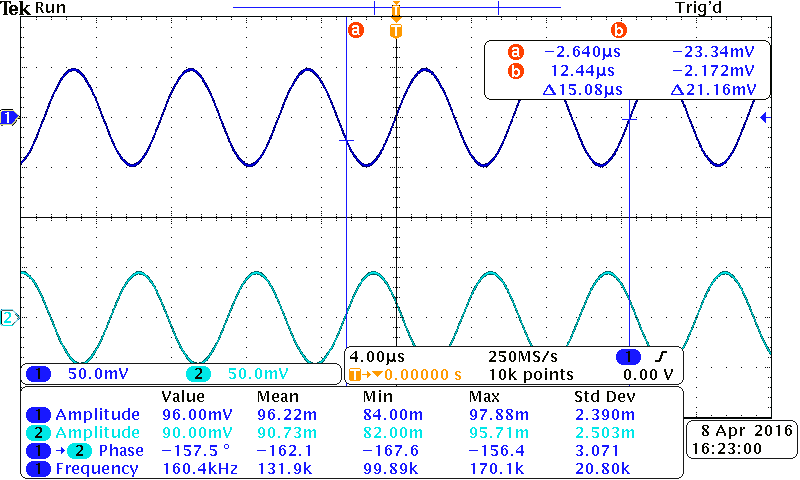 Tek Run Trig'd
T
a b T
a −2.640µs −23.34mV
b 12.44µs −2.172mV
Δ15.08µs Δ21.16mV
1
2
1 50.0mV 2 50.0mV
4.00µs 250MS/s 1
T→▼0.00000 s 10k points 0.00 V
Value Mean Min Max Std Dev
1 Amplitude 96.00mV 96.22m 84.00m 97.88m 2.390m
2 Amplitude 90.00mV 90.73m 82.00m 95.71m 2.503m
1 → 2 Phase −157.5 ° −162.1 −167.6 −156.4 3.071
1 Frequency 160.4kHz 131.9k 99.89k 170.1k 20.80k
8 Apr 2016
16:23:00